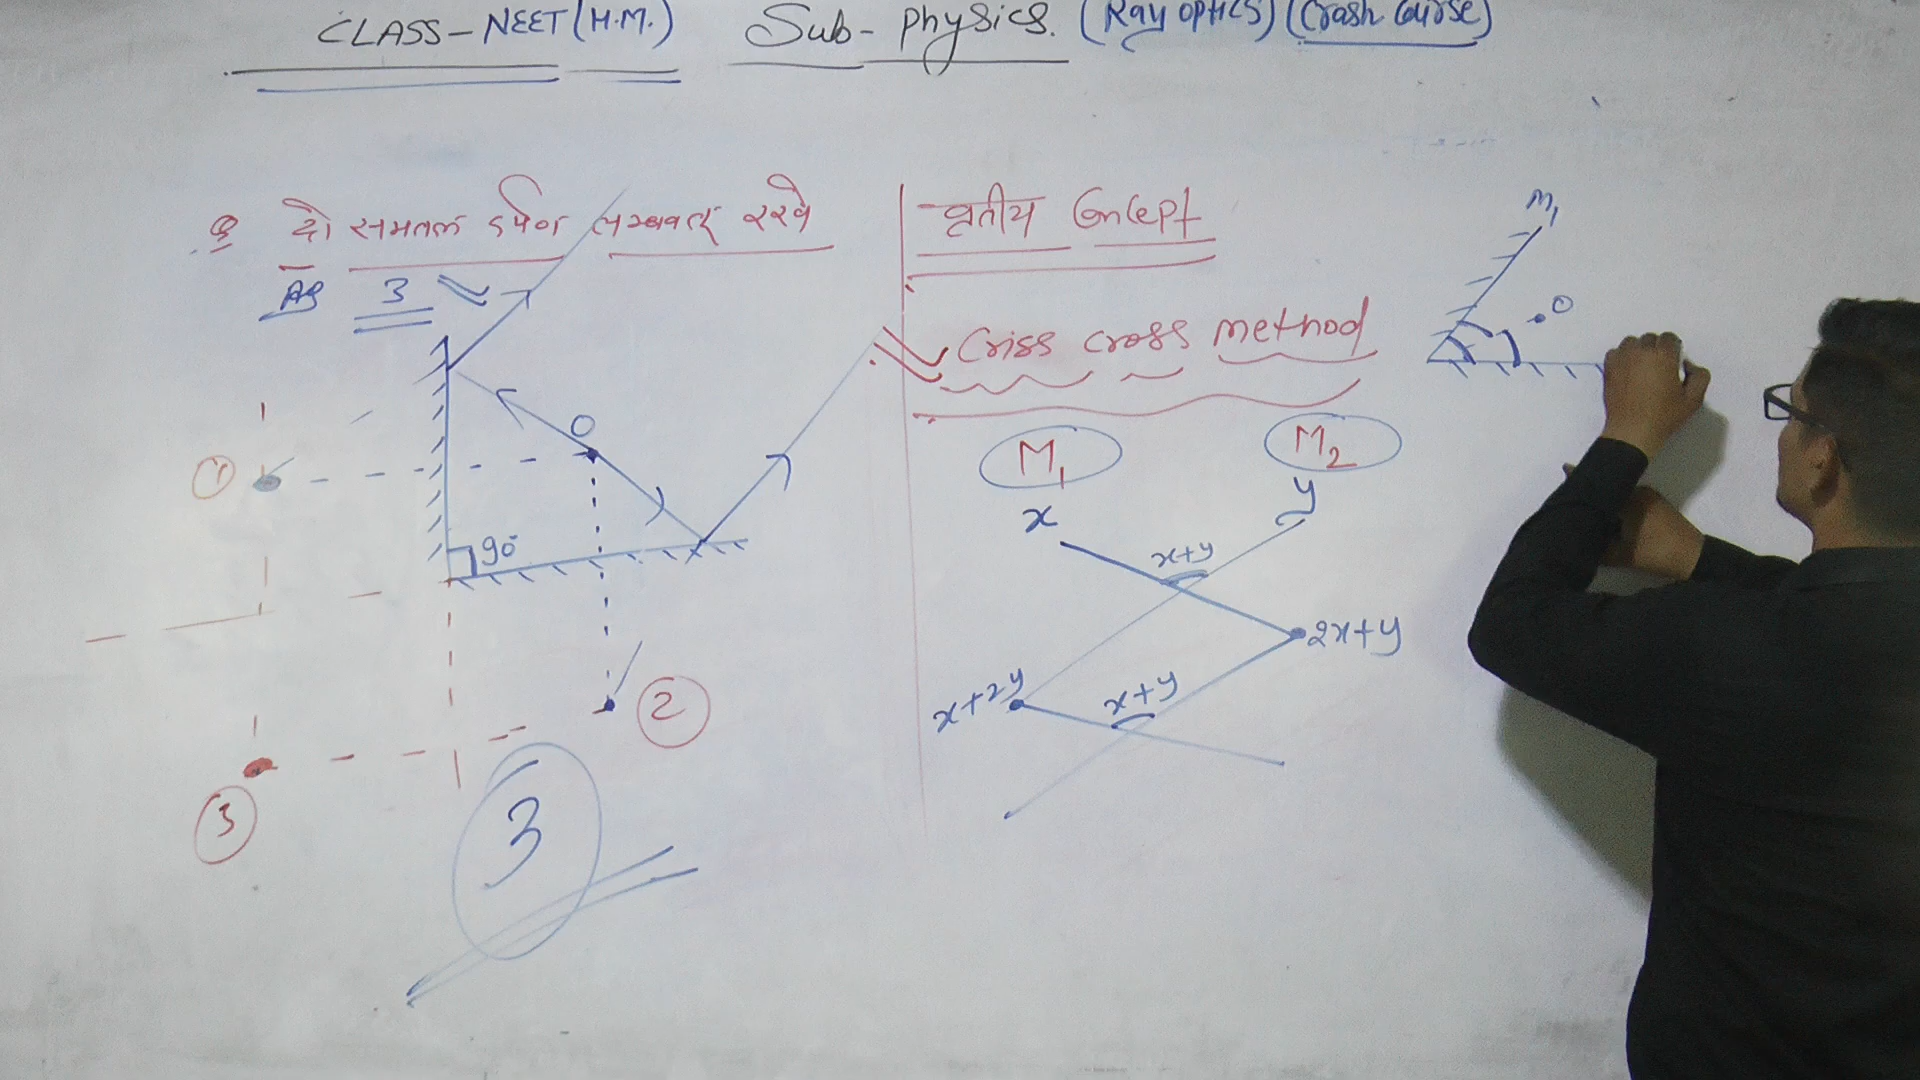 CLASS-NEET(H.M.) Sub- Physics. (Ray optics) (Crash Course)
Q दो समतल दर्पण लम्बवत् रखे
Ans 3
O
90°
1
2
3
3
तृतीय Concept
Criss cross method
M1 M2
x y
x+y
2x+y
x+2y
x+y
M1
O